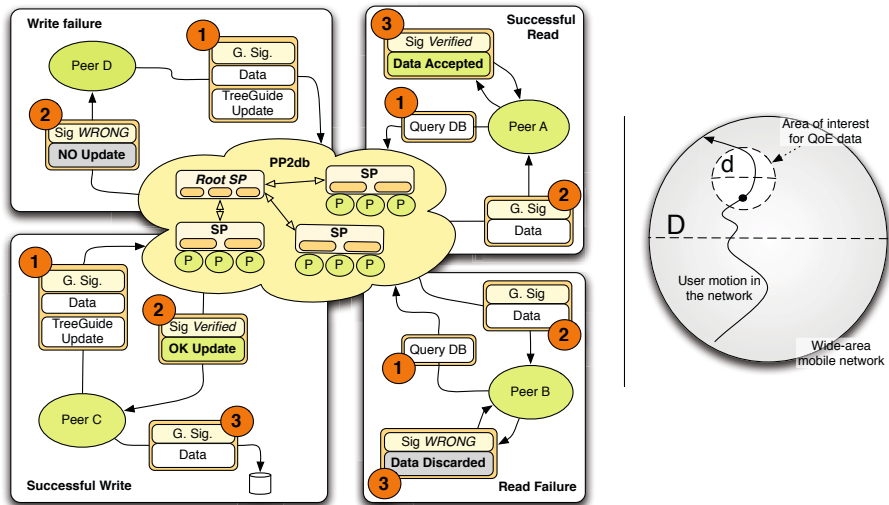 Write failure
Peer D
1
G. Sig.
Data
TreeGuide
Update
2
Sig WRONG
NO Update
Successful
Read
3
Sig Verified
Data Accepted
1
Query DB
Peer A
2
G. Sig
Data
PP2db
Root SP
SP
P P P
SP
P P P
SP
P P P
1
G. Sig.
Data
TreeGuide
Update
2
Sig Verified
OK Update
Peer C
3
G. Sig.
Data
Successful Write
G. Sig
Data
2
Query DB
1
Peer B
Sig WRONG
Data Discarded
3
Read Failure
Area of interest
for QoE data
d
D
User motion in
the network
Wide-area
mobile network